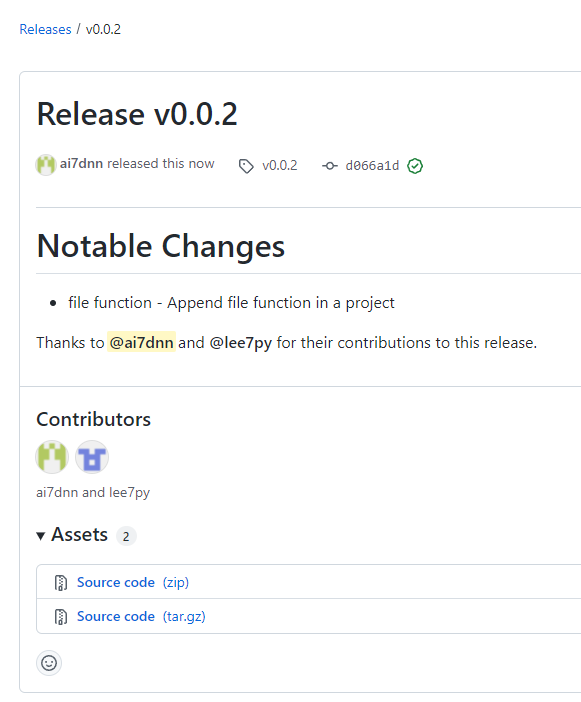 Releases / v0.0.2
Release v0.0.2
ai7dnn released this now v0.0.2 d066a1d
Notable Changes
• file function - Append file function in a project
Thanks to @ai7dnn and @lee7py for their contributions to this release.
Contributors
ai7dnn and lee7py
▾ Assets 2
Source code (zip)
Source code (tar.gz)